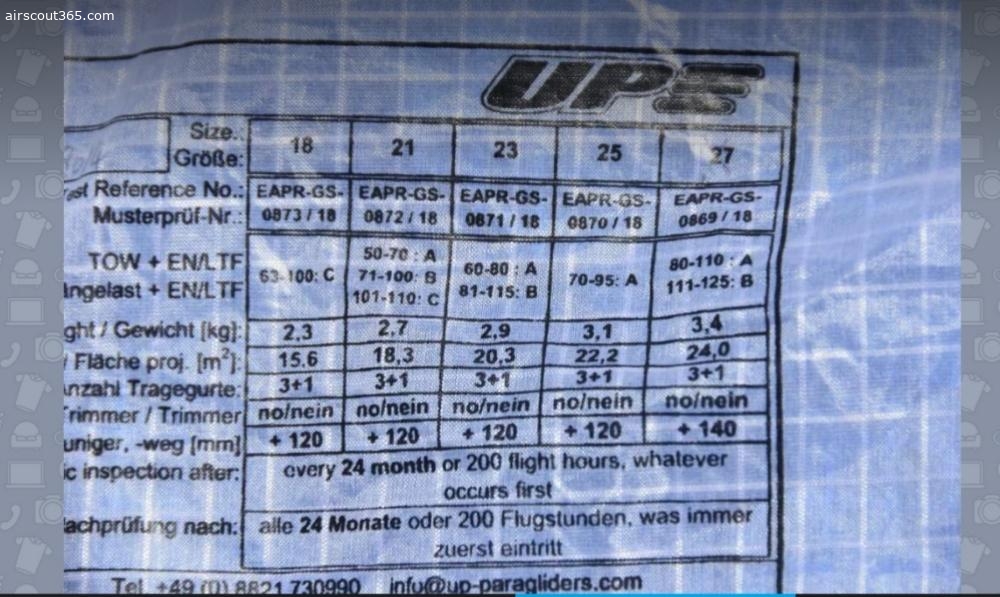 airscout365.com
UP
Size.: 18 21 23 25 27
Größe:
Reference No.: EAPR-GS- EAPR-GS- EAPR-GS- EAPR-GS- EAPR-GS-
Musterprüf-Nr.: 0873 / 18 0872 / 18 0871 / 18 0870 / 18 0869 / 18
TOW + EN/LTF 63-100: C 50-70 : A 60-80 : A 70-95: A 80-110 : A
ngelast + EN/LTF 71-100: B 81-115: B 111-125: B
101-110: C
ght / Gewicht [kg]: 2,3 2,7 2,9 3,1 3,4
/ Fläche proj. [m²]: 15.6 18,3 20,3 22,2 24,0
nzahl Tragegurte: 3+1 3+1 3+1 3+1 3+1
rimmer / Trimmer no/nein no/nein no/nein no/nein no/nein
uniger, -weg [mm] + 120 + 120 + 120 + 120 + 140
c inspection after: every 24 month or 200 flight hours, whatever
occurs first
achprüfung nach: alle 24 Monate oder 200 Flugstunden, was immer
zuerst eintritt
Tel. +49 (0) 8821 730990 info@up-paragliders.com